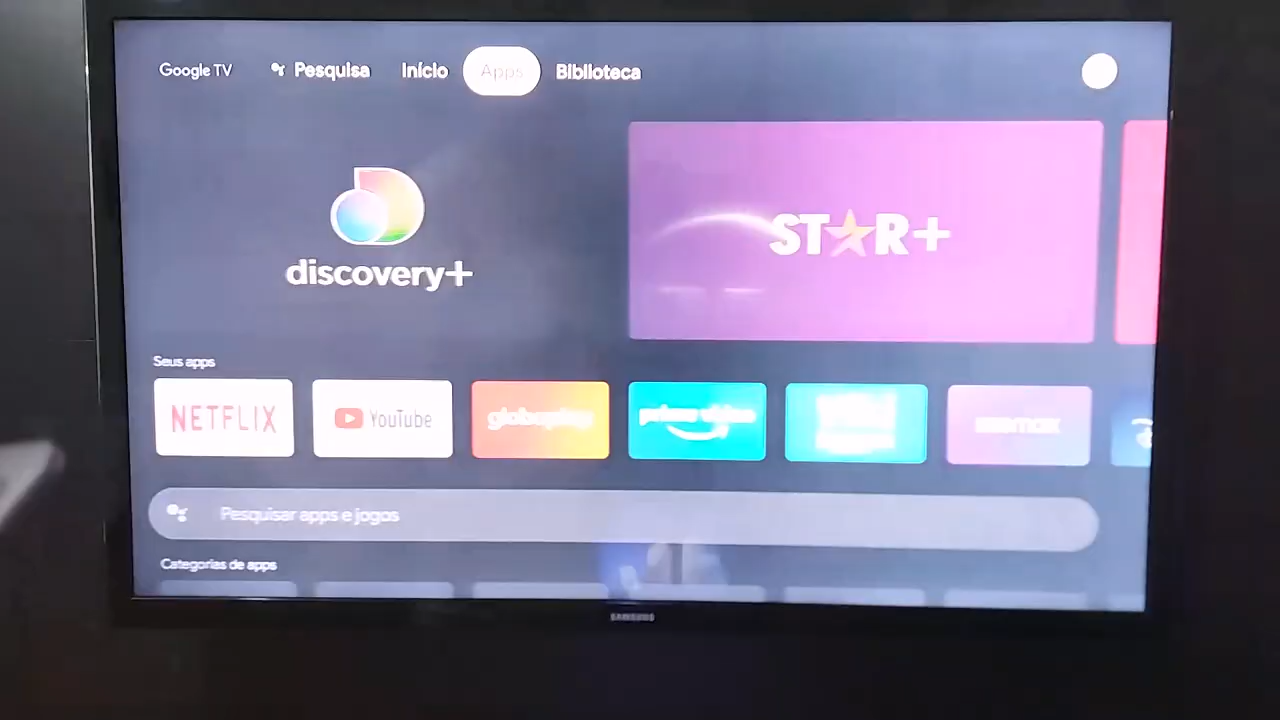 Google TV
Pesquisa
Início
Apps
Biblioteca
discovery+
STAR+
Seus apps
NETFLIX
YouTube
globoplay
prime video
Pesquisar apps e jogos
Categorias de apps
SAMSUNG